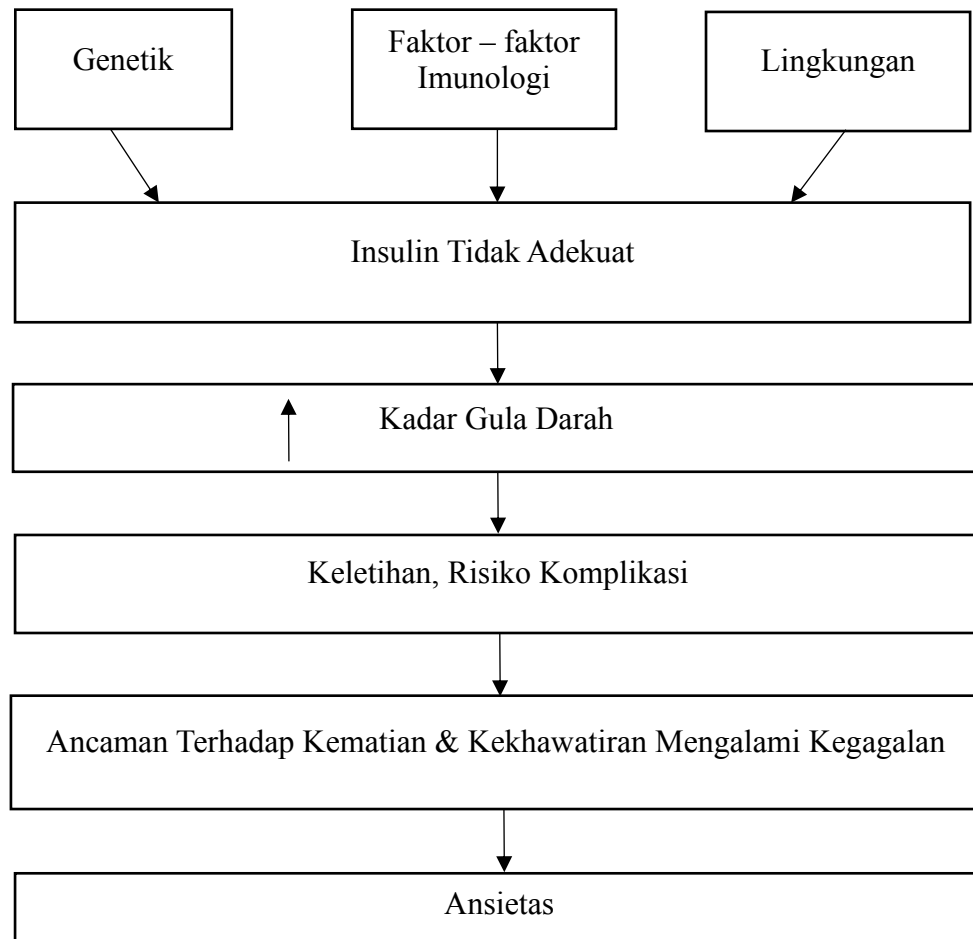 Genetik
Faktor – faktor
Imunologi
Lingkungan
Insulin Tidak Adekuat
Kadar Gula Darah
Keletihan, Risiko Komplikasi
Ancaman Terhadap Kematian & Kekhawatiran Mengalami Kegagalan
Ansietas